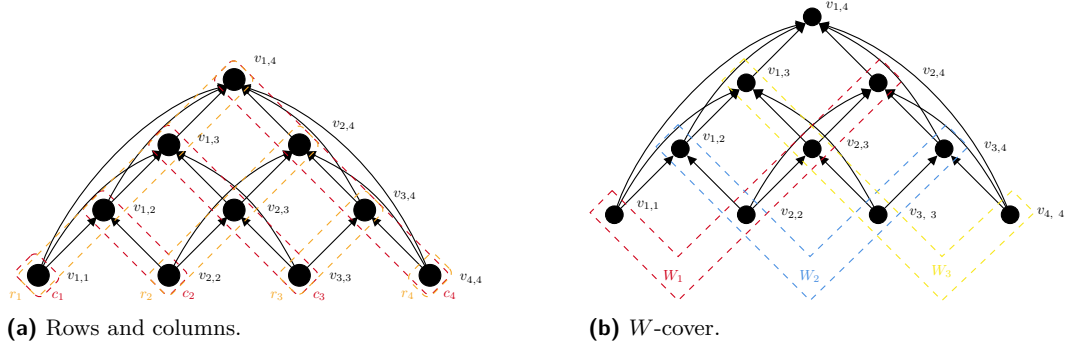 v1,4
v1,4
v1,3
v2,4
v1,3
v2,4
v1,2
v2,3
v3,4
v1,2
v2,3
v3,4
v1,1
v2,2
v3, 3
v4, 4
v1,1
v2,2
v3,3
v4,4
W1
W2
W3
r1
c1
r2
c2
r3
c3
r4
c4
(a) Rows and columns.
(b) W-cover.